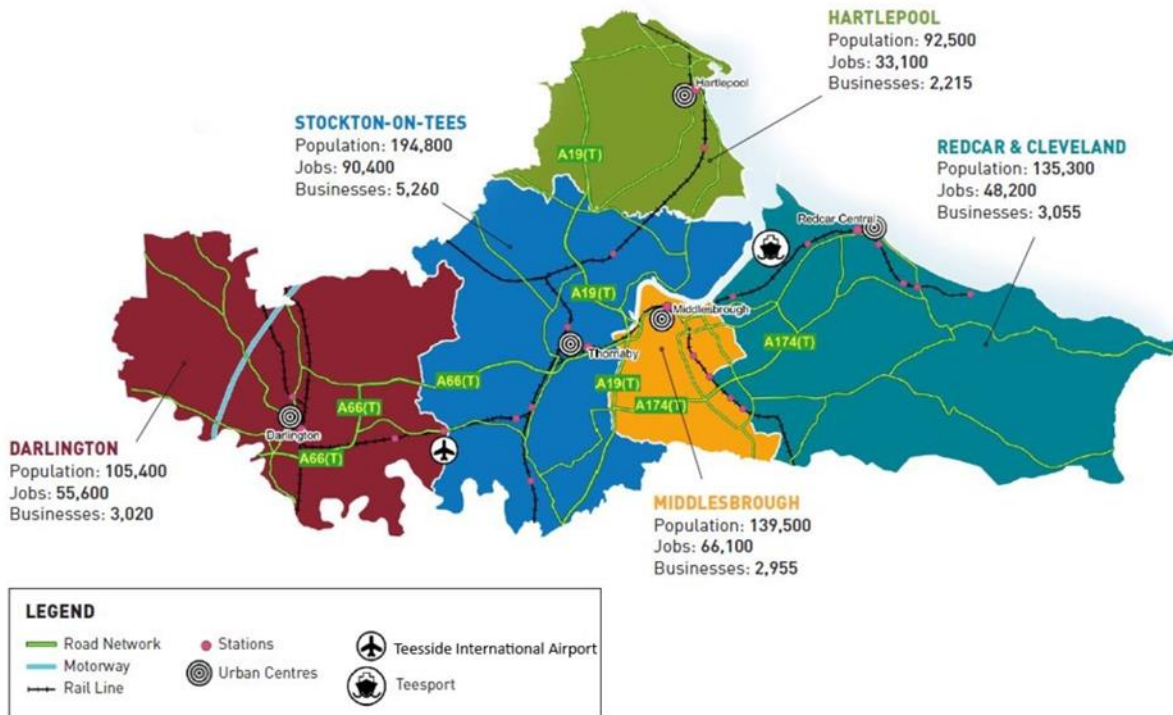 HARTLEPOOL
Population: 92,500
Jobs: 33,100
Businesses: 2,215
Hartlepool
STOCKTON-ON-TEES
Population: 194,800
Jobs: 90,400
Businesses: 5,260
A19(T)
REDCAR & CLEVELAND
Population: 135,300
Jobs: 48,200
Businesses: 3,055
Redcar Central
A19(T)
Middlesbrough
Thornaby
A174(T)
A66(T)
A19(T)
A174(T)
A66(T)
Darlington
A66(T)
DARLINGTON
Population: 105,400
Jobs: 55,600
Businesses: 3,020
MIDDLESBROUGH
Population: 139,500
Jobs: 66,100
Businesses: 2,955
LEGEND
Road Network
Motorway
Rail Line
Stations
Urban Centres
Teesside International Airport
Teesport